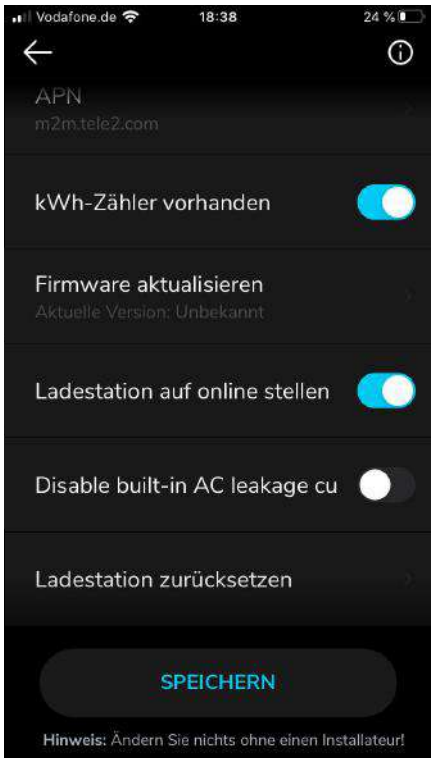 Vodafone.de
18:38
24 %
APN
m2m.tele2.com
kWh-Zähler vorhanden
Firmware aktualisieren
Aktuelle Version: Unbekannt
Ladestation auf online stellen
Disable built-in AC leakage cu
Ladestation zurücksetzen
SPEICHERN
Hinweis: Ändern Sie nichts ohne einen Installateur!